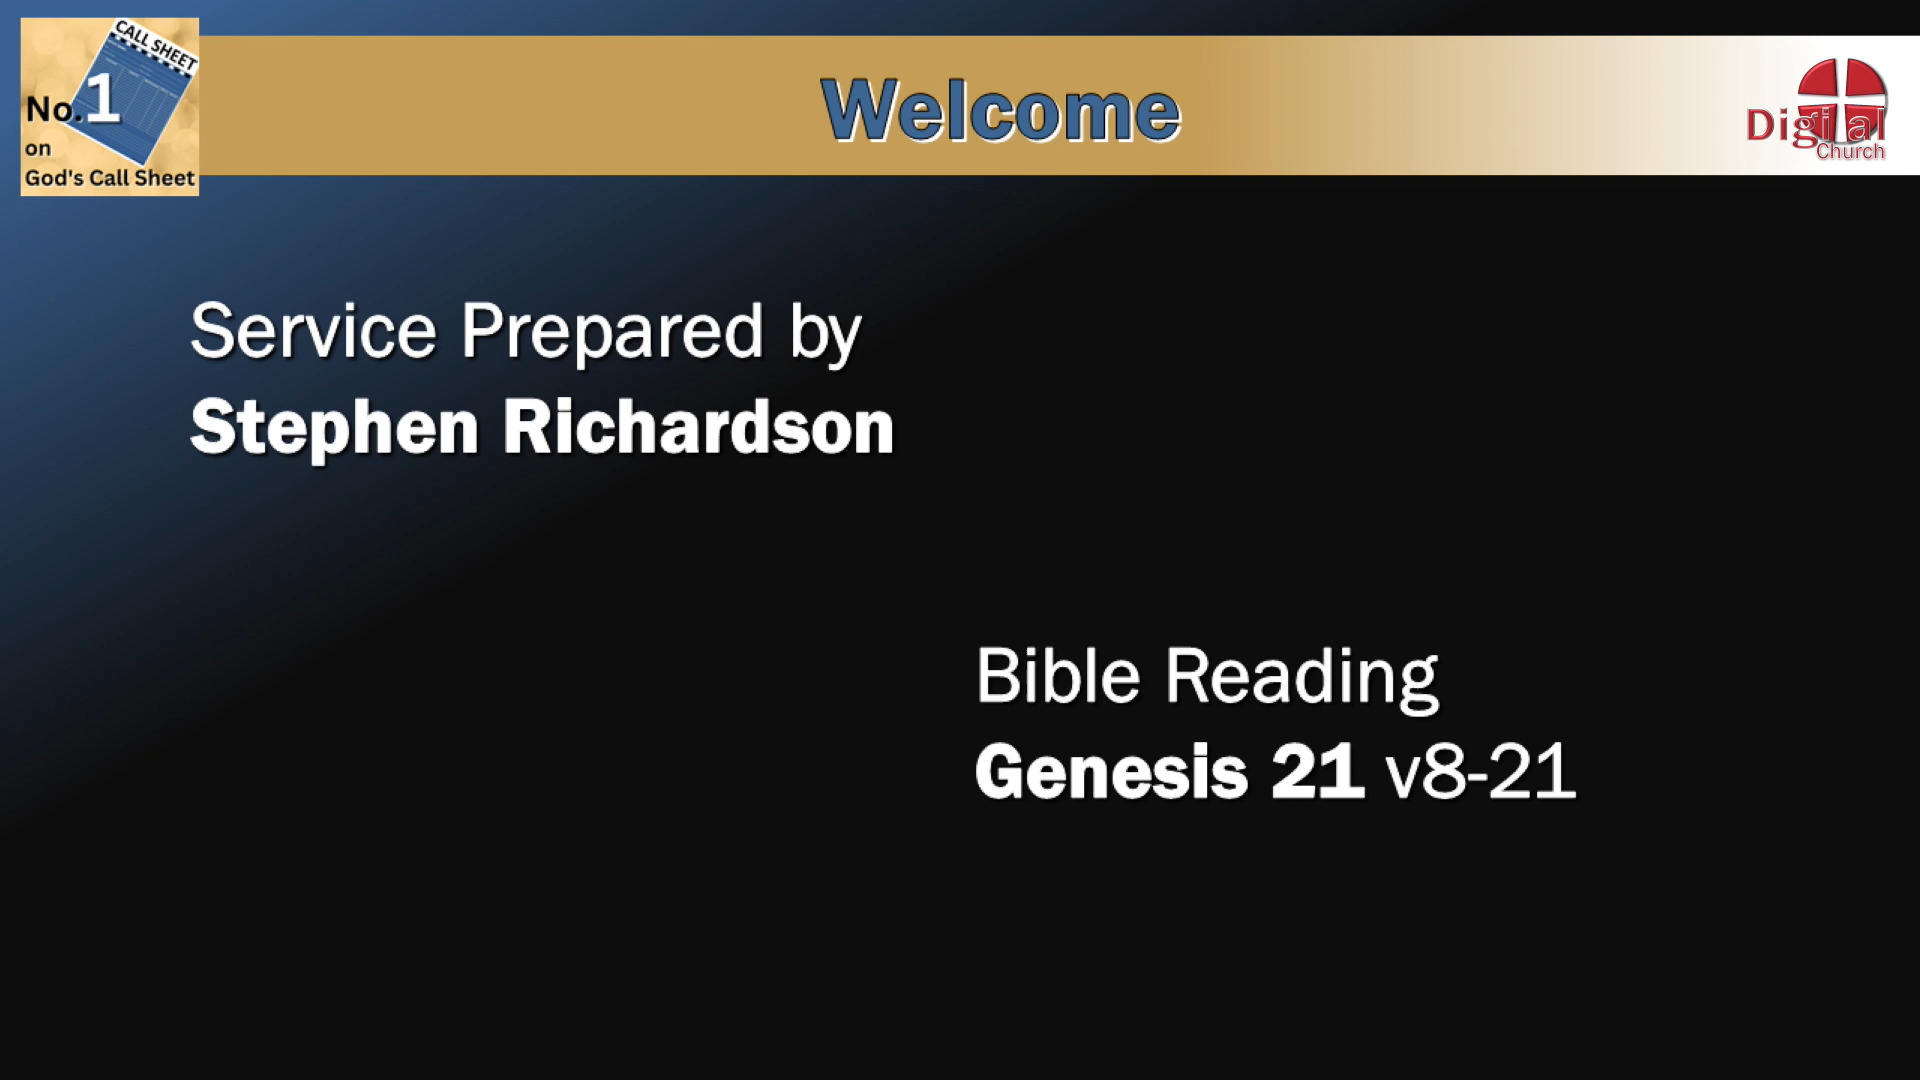 CALL SHEET
No.1
on
God's Call Sheet
Welcome
Digital
Church
Service Prepared by
Stephen Richardson
Bible Reading
Genesis 21 v8-21